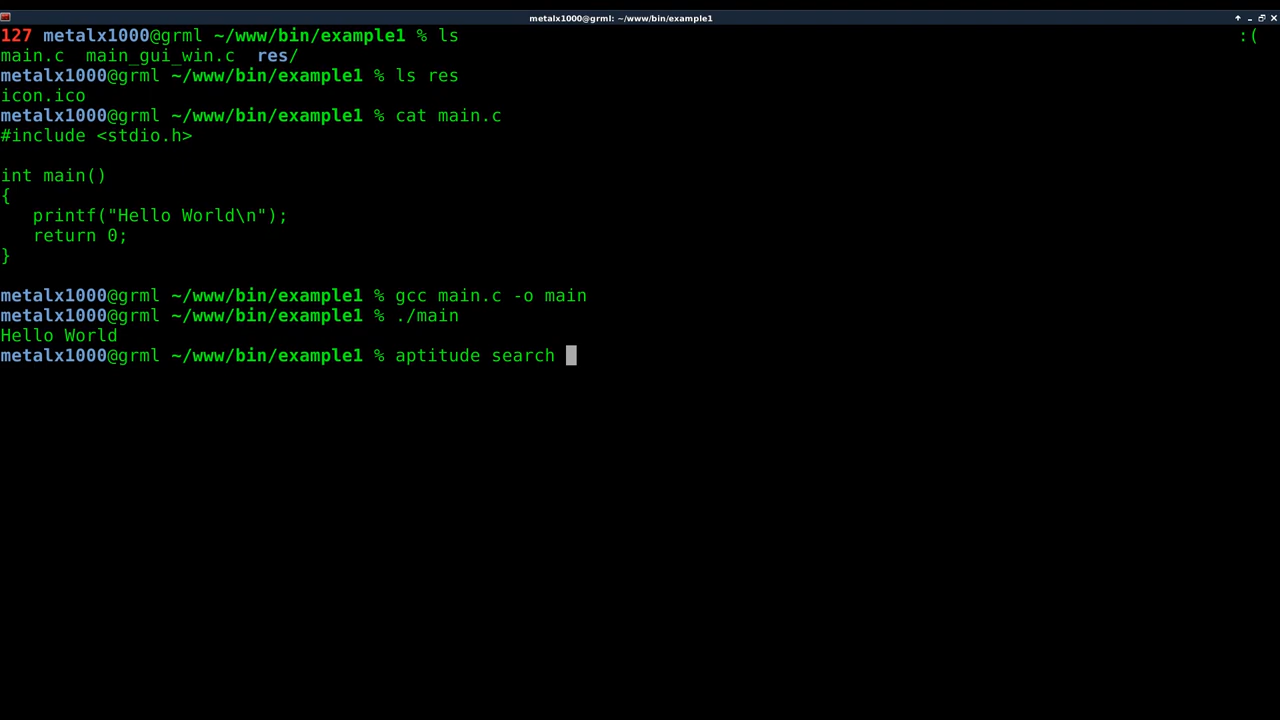 metalx1000@grml: ~/www/bin/example1
127 metalx1000@grml ~/www/bin/example1 % ls :(
main.c  main_gui_win.c  res/
metalx1000@grml ~/www/bin/example1 % ls res
icon.ico
metalx1000@grml ~/www/bin/example1 % cat main.c
#include <stdio.h>
int main()
{
   printf("Hello World\n");
   return 0;
}
metalx1000@grml ~/www/bin/example1 % gcc main.c -o main
metalx1000@grml ~/www/bin/example1 % ./main
Hello World
metalx1000@grml ~/www/bin/example1 % aptitude search